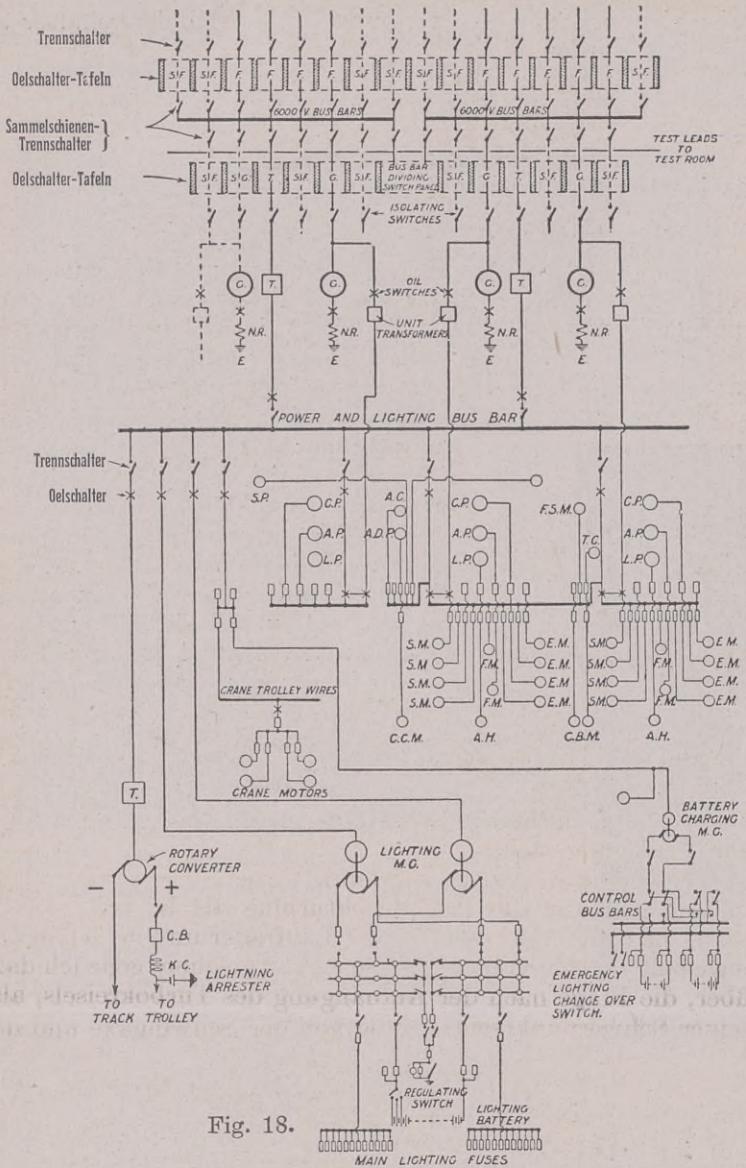 Trennschalter
Oelschalter-Tafeln
S.F. S.F. F. F. F. F. S.F. S.F. S.F. F. F. F. F. F. S.F.
6000 V. BUS BARS 6000 V. BUS BARS
Sammelschienen-
Trennschalter }
TEST LEADS
TO
TEST ROOM
Oelschalter-Tafeln
S.F. S.G. T. S.F. G. S.F. BUS BAR DIVIDING SWITCH PANEL S.F. G. T. S.F. G. S.F.
ISOLATING
SWITCHES
G. T. G. G. T. G.
OIL
SWITCHES
UNIT
TRANSFORMERS
N.R. N.R. N.R. N.R.
E E E E
POWER AND LIGHTING BUS BAR
Trennschalter
Oelschalter
S.P. C.P. A.C. C.P. F.S.M. C.P.
A.P. A.D.P. A.P. T.C. A.P.
L.P. L.P. L.P.
S.M. E.M. S.M. E.M.
S.M. F.M. E.M. S.M. F.M. E.M.
S.M. F.M. E.M. S.M. F.M. E.M.
S.M. E.M. S.M. E.M.
CRANE TROLLEY WIRES
C.C.M. A.H. C.B.M. A.H.
CRANE MOTORS
T.
BATTERY
CHARGING
M.G.
ROTARY
CONVERTER
LIGHTING
M.G.
− +
C.B.
K.C.
LIGHTNING
ARRESTER
TO
TRACK
TO
TROLLEY
CONTROL
BUS BARS
EMERGENCY
LIGHTING
CHANGE OVER
SWITCH.
REGULATING
SWITCH
LIGHTING
BATTERY
Fig. 18.
MAIN LIGHTING FUSES